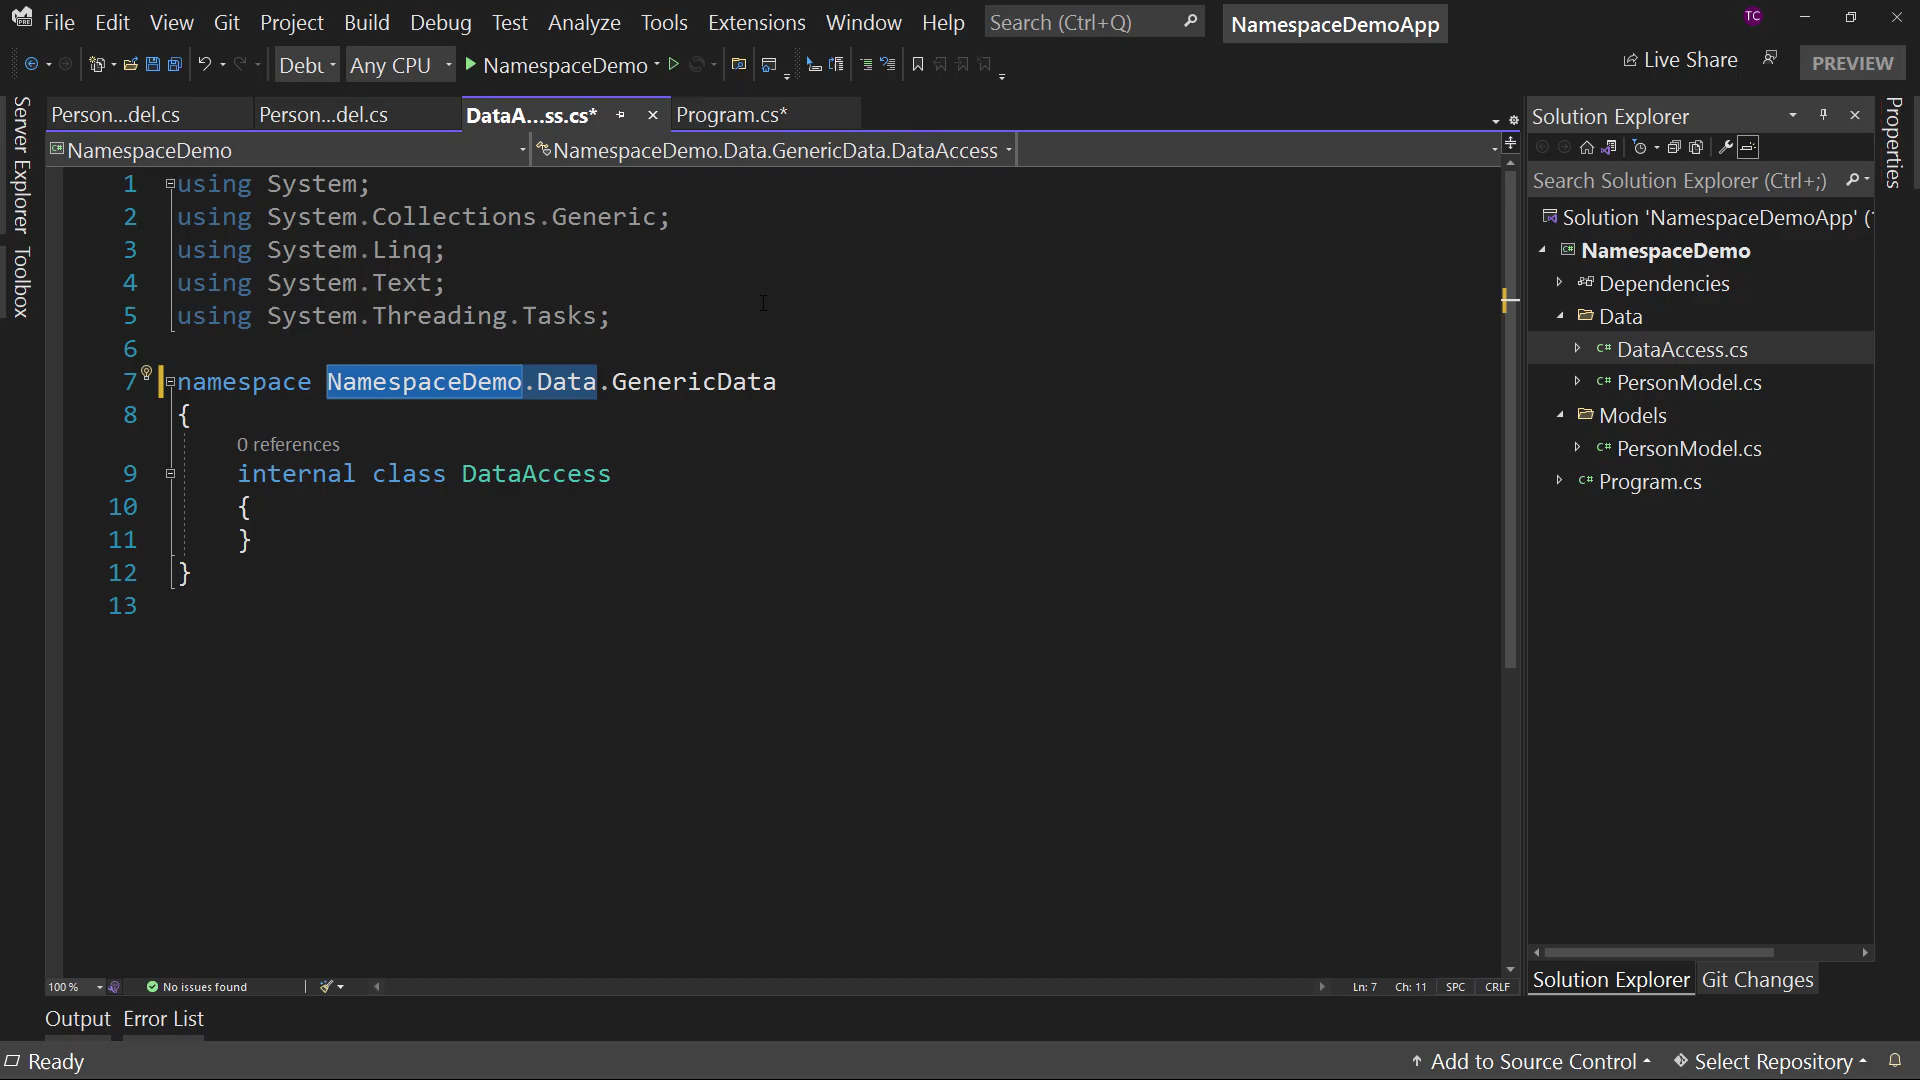 File Edit View Git Project Build Debug Test Analyze Tools Extensions Window Help Search (Ctrl+Q) NamespaceDemoApp TC
Debu Any CPU NamespaceDemo Live Share PREVIEW
Server Explorer
Toolbox
Person...del.cs Person...del.cs DataA...ss.cs* Program.cs*
NamespaceDemo NamespaceDemo.Data.GenericData.DataAccess
1 using System;
2 using System.Collections.Generic;
3 using System.Linq;
4 using System.Text;
5 using System.Threading.Tasks;
6
7 namespace NamespaceDemo.Data.GenericData
8 {
0 references
9 internal class DataAccess
10 {
11 }
12 }
13
100 % No issues found Ln: 7 Ch: 11 SPC CRLF
Solution Explorer
Search Solution Explorer (Ctrl+;)
Solution 'NamespaceDemoApp' (
C# NamespaceDemo
Dependencies
Data
C# DataAccess.cs
C# PersonModel.cs
Models
C# PersonModel.cs
C# Program.cs
Solution Explorer Git Changes
Properties
Output Error List
Ready Add to Source Control Select Repository